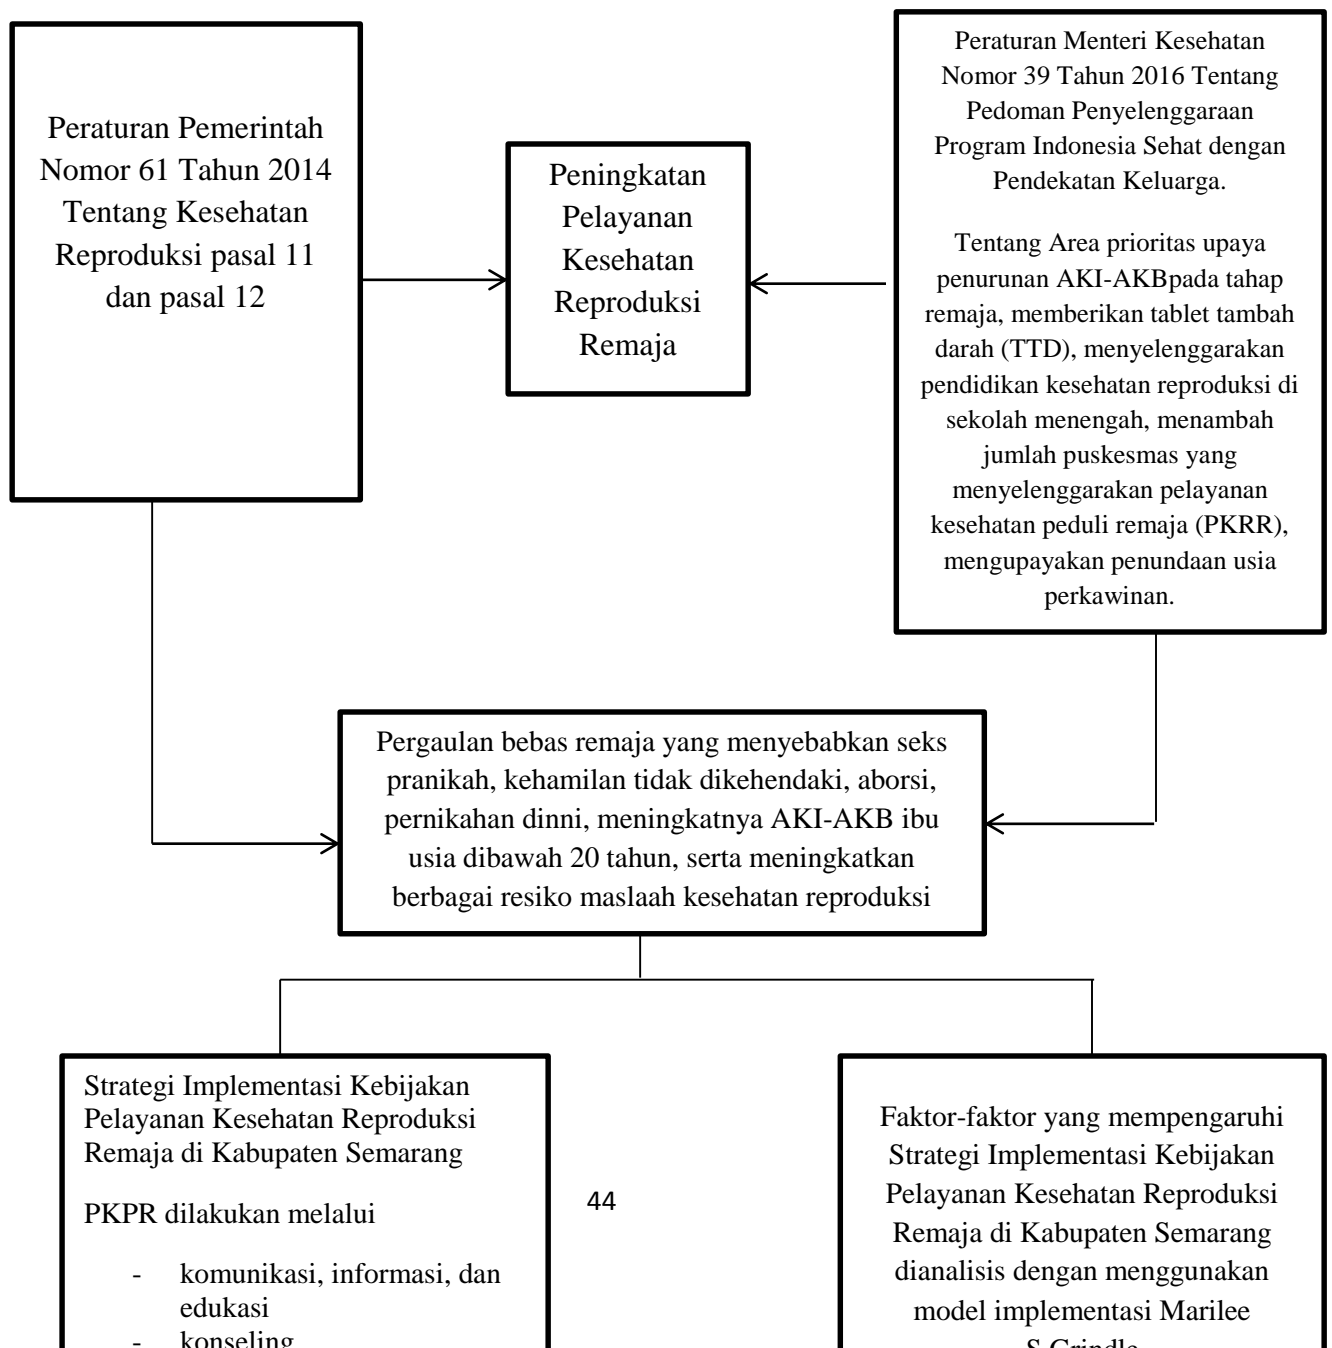 Peraturan Pemerintah
Nomor 61 Tahun 2014
Tentang Kesehatan
Reproduksi pasal 11
dan pasal 12
Peningkatan
Pelayanan
Kesehatan
Reproduksi
Remaja
Peraturan Menteri Kesehatan
Nomor 39 Tahun 2016 Tentang
Pedoman Penyelenggaraan
Program Indonesia Sehat dengan
Pendekatan Keluarga.
Tentang Area prioritas upaya
penurunan AKI-AKBpada tahap
remaja, memberikan tablet tambah
darah (TTD), menyelenggarakan
pendidikan kesehatan reproduksi di
sekolah menengah, menambah
jumlah puskesmas yang
menyelenggarakan pelayanan
kesehatan peduli remaja (PKRR),
mengupayakan penundaan usia
perkawinan.
Pergaulan bebas remaja yang menyebabkan seks
pranikah, kehamilan tidak dikehendaki, aborsi,
pernikahan dinni, meningkatnya AKI-AKB ibu
usia dibawah 20 tahun, serta meningkatkan
berbagai resiko maslaah kesehatan reproduksi
Strategi Implementasi Kebijakan
Pelayanan Kesehatan Reproduksi
Remaja di Kabupaten Semarang
PKPR dilakukan melalui
- komunikasi, informasi, dan
edukasi
- konseling
44
Faktor-faktor yang mempengaruhi
Strategi Implementasi Kebijakan
Pelayanan Kesehatan Reproduksi
Remaja di Kabupaten Semarang
dianalisis dengan menggunakan
model implementasi Marilee
S Grindle